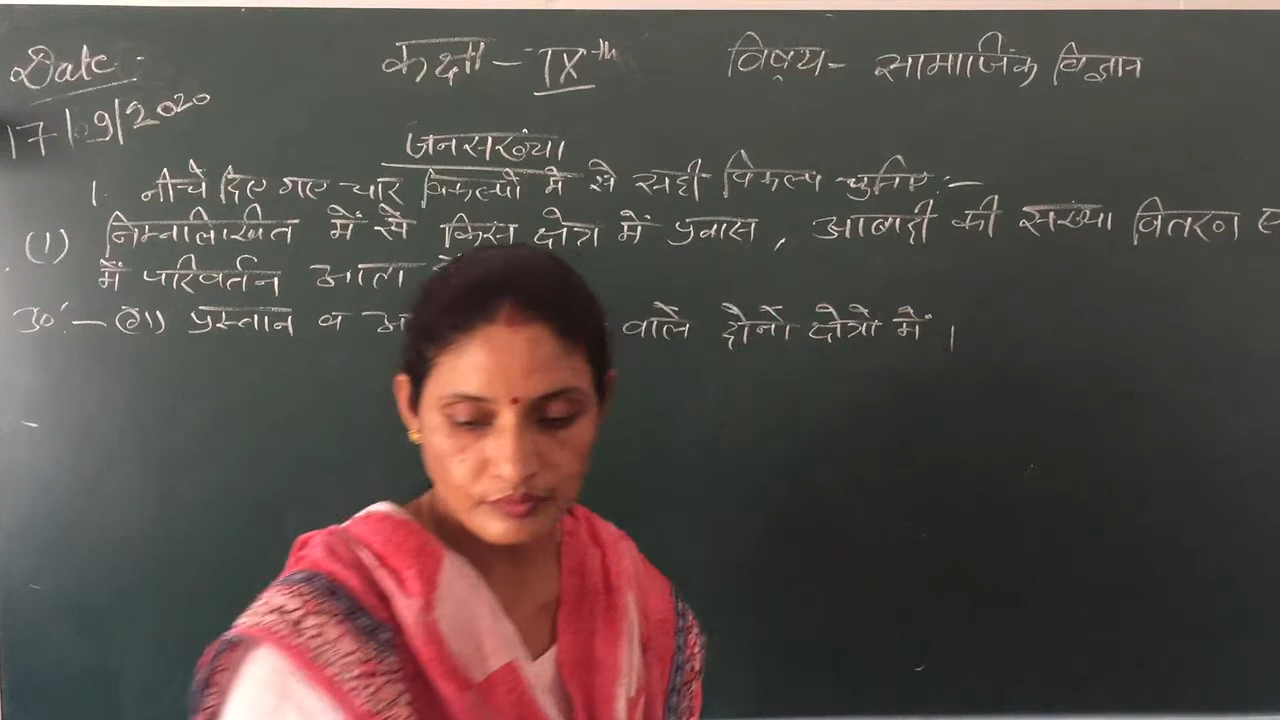 Date:
कक्षा - IXth
विषय - सामाजिक विज्ञान
17/09/2020
जनसंख्या
1. नीचे दिए गए चार विकल्पों में से सही विकल्प चुनिए :-
(1) निम्नलिखित में से किस क्षेत्र में प्रवास, आबादी की संख्या वितरण
में परिवर्तन आता
उ०:- प्रस्तान व वाले दोनों क्षेत्रों में।